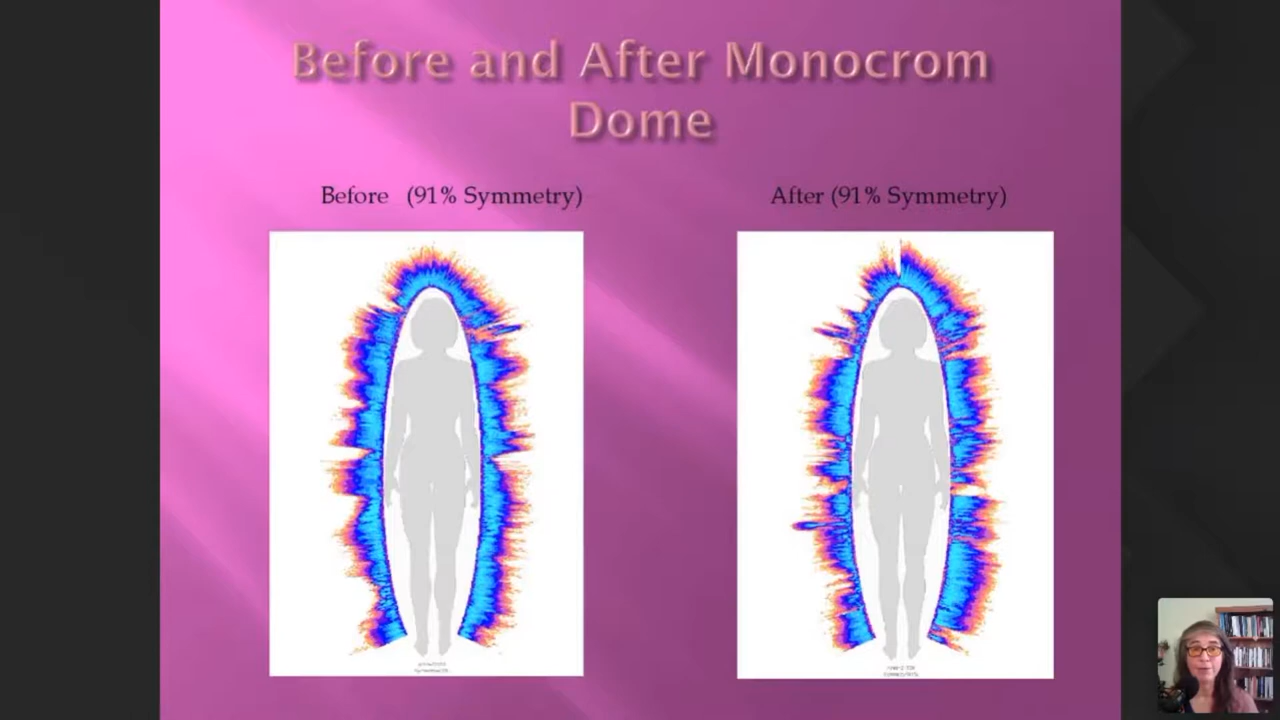 Before and After Monocrom
Dome
Before (91% Symmetry)
After (91% Symmetry)